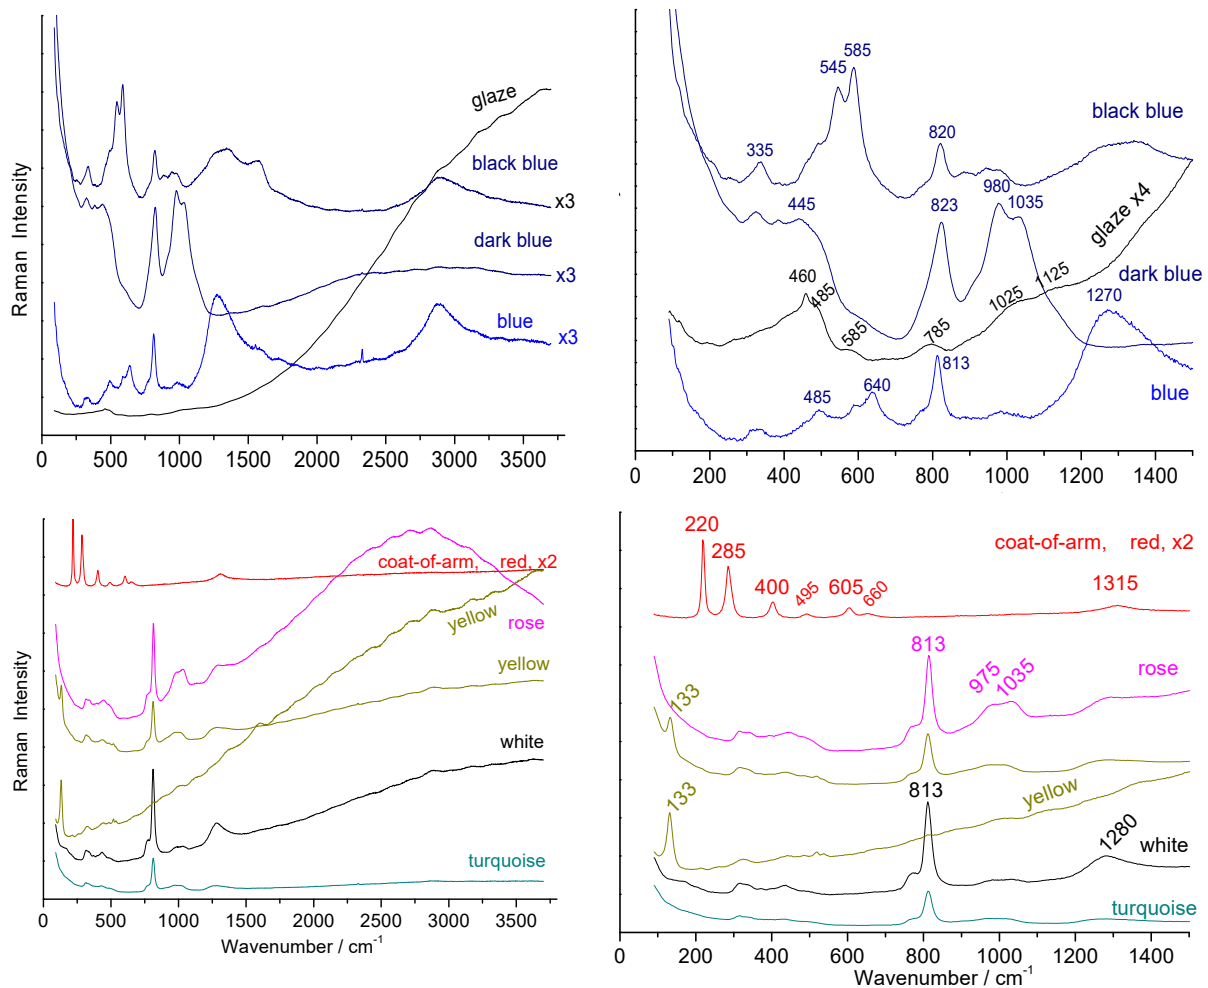 Raman Intensity
glaze
black blue
x3
dark blue
x3
blue
x3
0 500 1000 1500 2000 2500 3000 3500
585
545
black blue
820
335
980
1035
823
445
glaze x4
dark blue
460
485
585
785
1025
1125
1270
813
485
640
blue
0 200 400 600 800 1000 1200 1400
Raman Intensity
coat-of-arm, red, x2
yellow
rose
yellow
white
turquoise
0 500 1000 1500 2000 2500 3000 3500
Wavenumber / cm-1
220
coat-of-arm, red, x2
285
400
495
605
660
1315
813
975
1035
rose
133
133
813
yellow
1280
white
turquoise
0 200 400 600 800 1000 1200 1400
Wavenumber / cm-1